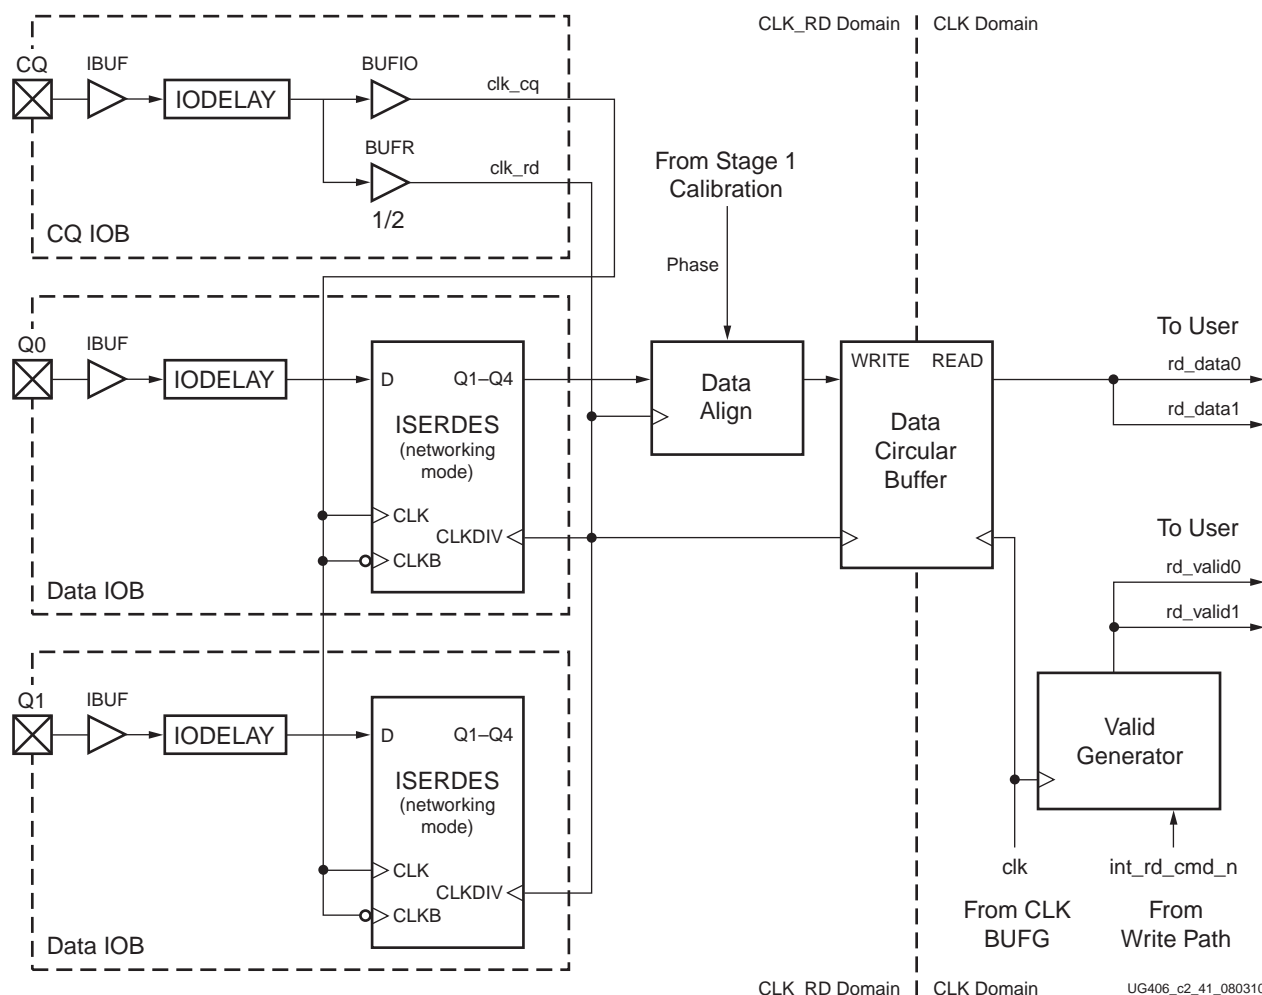 CLK_RD Domain
CLK Domain
CQ
IBUF
IODELAY
BUFIO
clk_cq
BUFR
clk_rd
1/2
CQ IOB
From Stage 1
Calibration
Phase
Q0
IBUF
IODELAY
D
Q1–Q4
ISERDES
(networking
mode)
CLK
CLKDIV
CLKB
Data IOB
Data
Align
WRITE
READ
Data
Circular
Buffer
To User
rd_data0
rd_data1
To User
rd_valid0
rd_valid1
Q1
IBUF
IODELAY
D
Q1–Q4
ISERDES
(networking
mode)
CLK
CLKDIV
CLKB
Data IOB
Valid
Generator
clk
int_rd_cmd_n
From CLK
BUFG
From
Write Path
CLK_RD Domain
CLK Domain
UG406_c2_41_080310